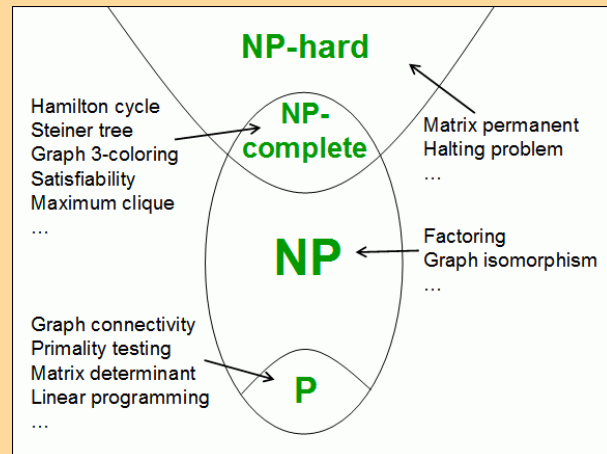 NP-hard
Hamilton cycle
Steiner tree
Graph 3-coloring
Satisfiability
Maximum clique
…
NP-
complete
Matrix permanent
Halting problem
…
NP
Factoring
Graph isomorphism
…
Graph connectivity
Primality testing
Matrix determinant
Linear programming
…
P